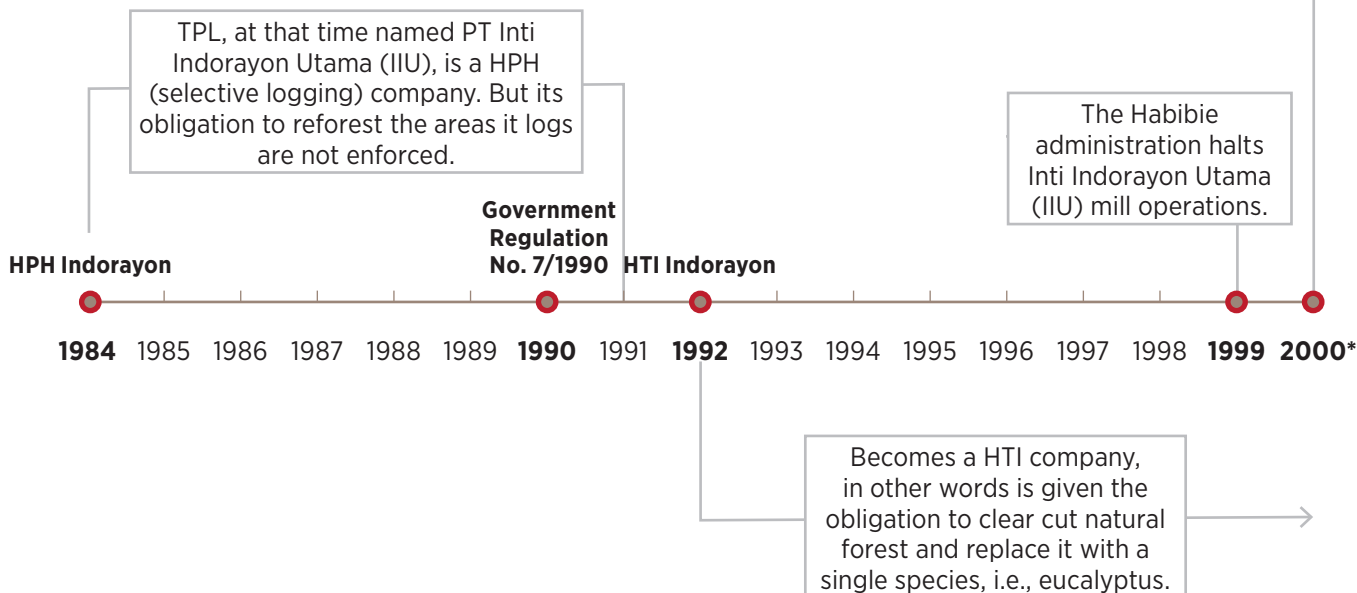 TPL, at that time named PT Inti
Indorayon Utama (IIU), is a HPH
(selective logging) company. But its
obligation to reforest the areas it logs
are not enforced.
The Habibie
administration halts
Inti Indorayon Utama
(IIU) mill operations.
Government
Regulation
No. 7/1990
HPH Indorayon
HTI Indorayon
1984 1985 1986 1987 1988 1989 1990 1991 1992 1993 1994 1995 1996 1997 1998 1999 2000*
Becomes a HTI company,
in other words is given the
obligation to clear cut natural
forest and replace it with a
single species, i.e., eucalyptus.